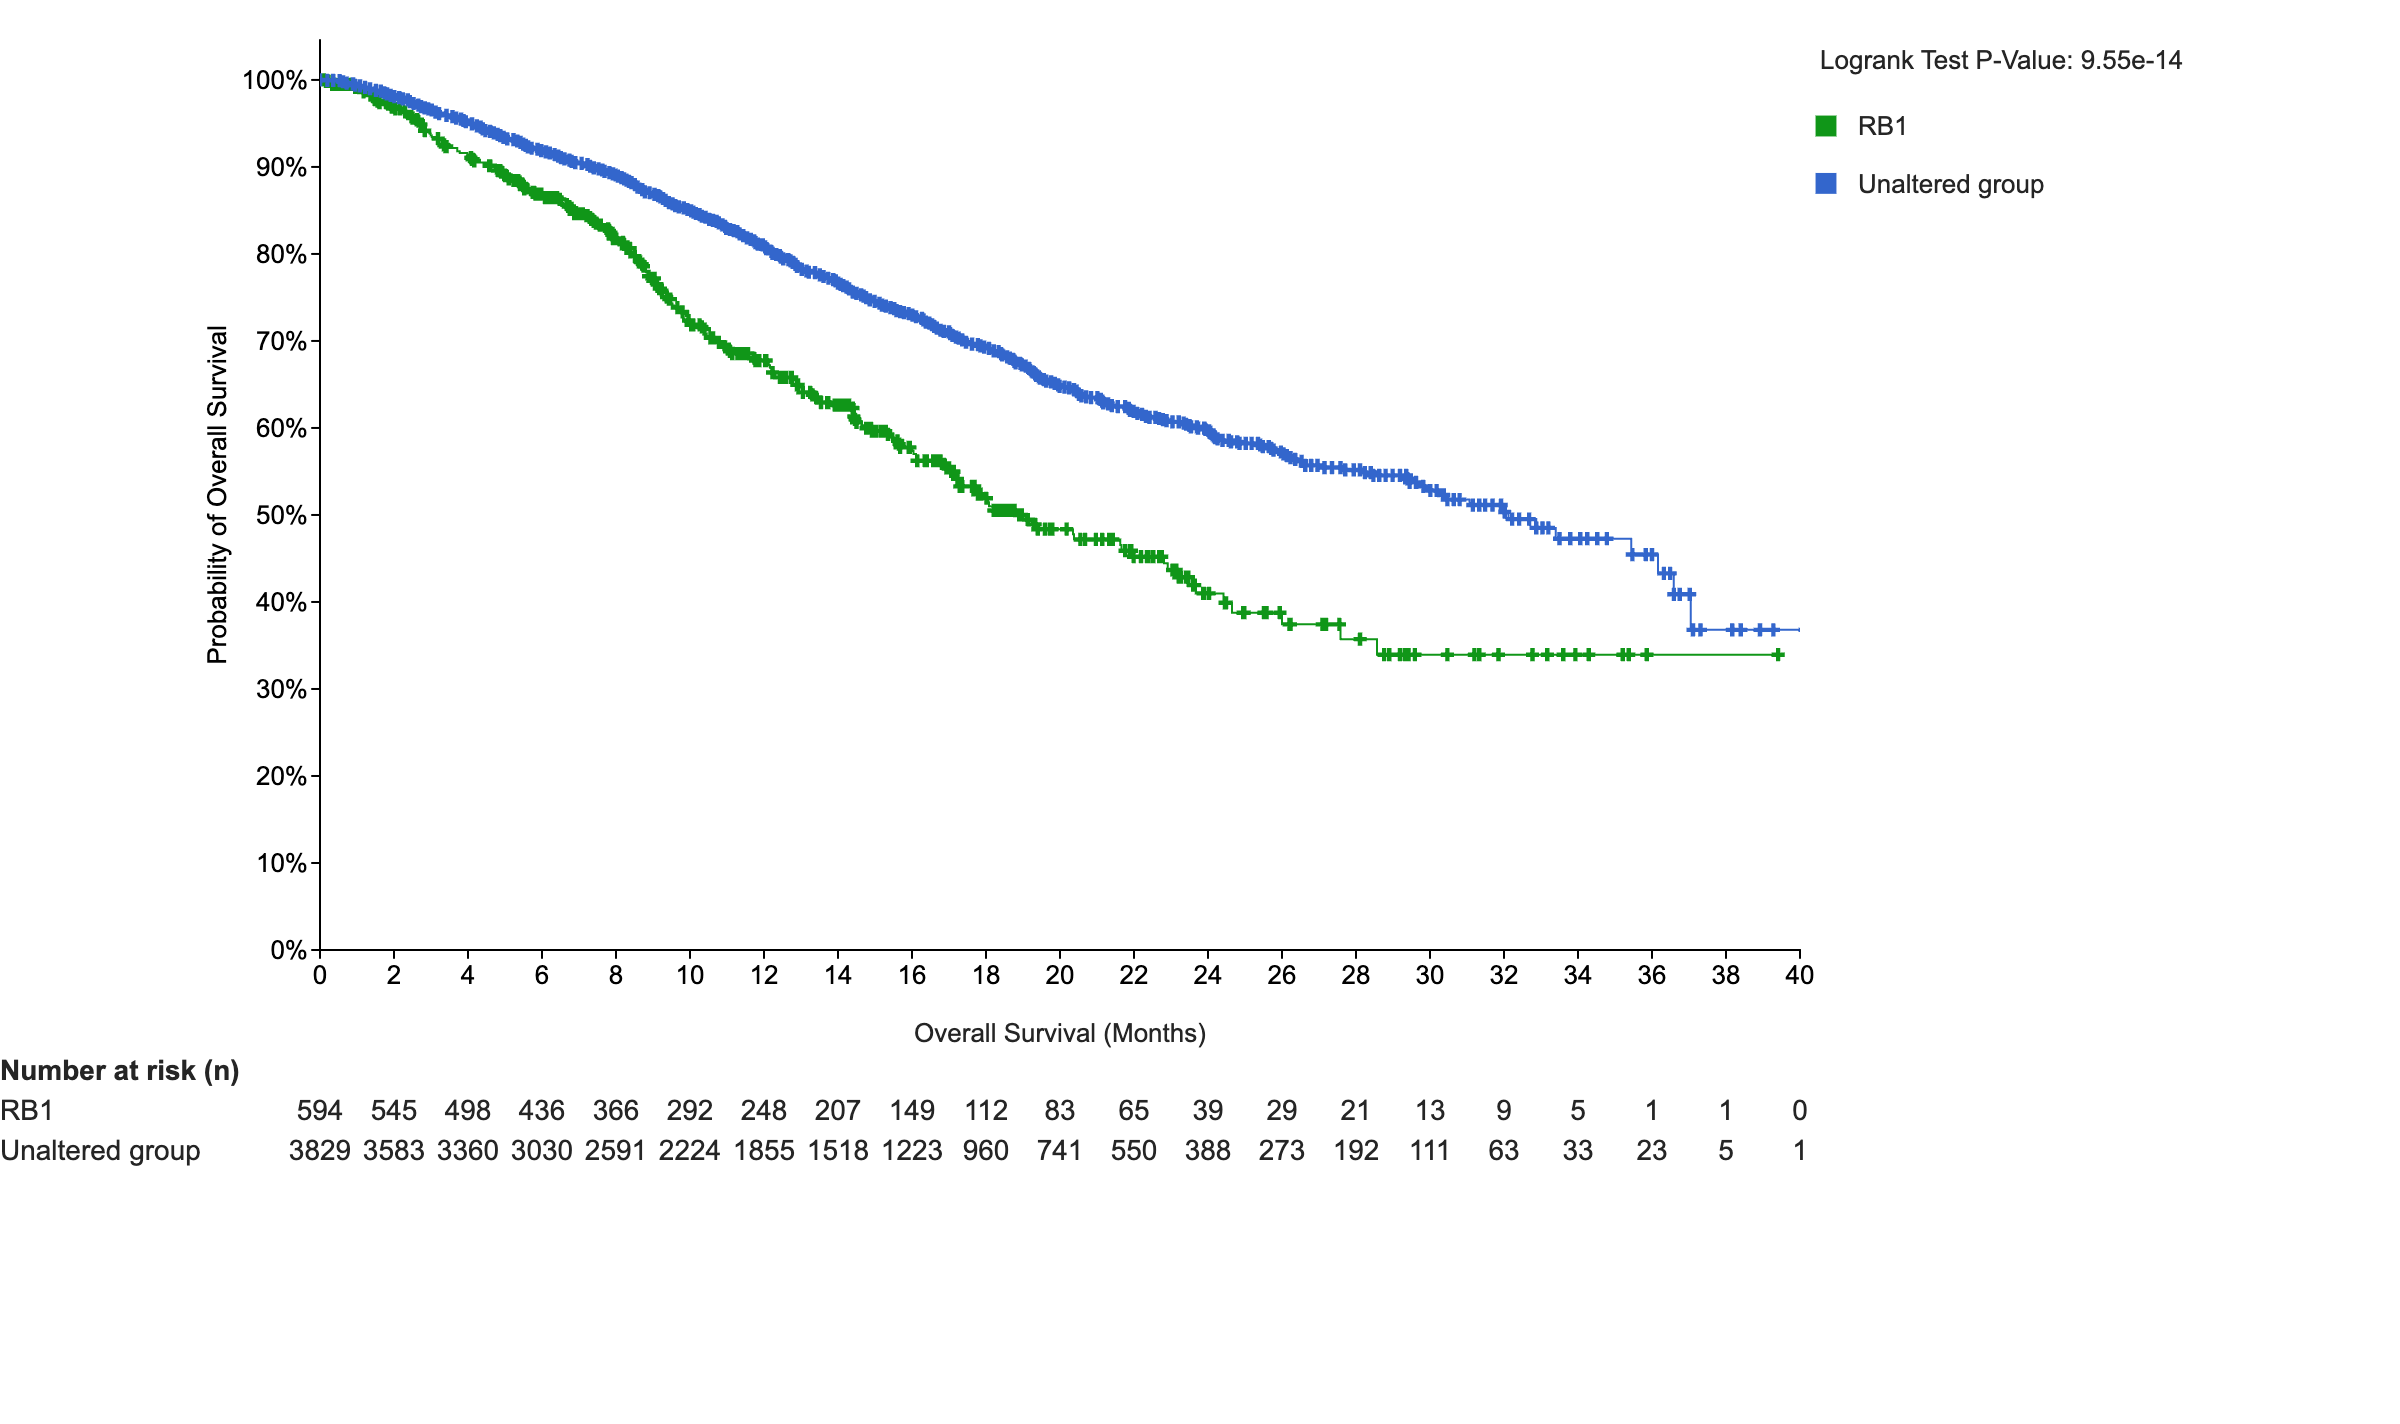 Logrank Test P-Value: 9.55e-14
RB1
Unaltered group
Probability of Overall Survival
100%
90%
80%
70%
60%
50%
40%
30%
20%
10%
0%
0 2 4 6 8 10 12 14 16 18 20 22 24 26 28 30 32 34 36 38 40
Overall Survival (Months)
Number at risk (n)
RB1 594 545 498 436 366 292 248 207 149 112 83 65 39 29 21 13 9 5 1 1 0
Unaltered group 3829 3583 3360 3030 2591 2224 1855 1518 1223 960 741 550 388 273 192 111 63 33 23 5 1